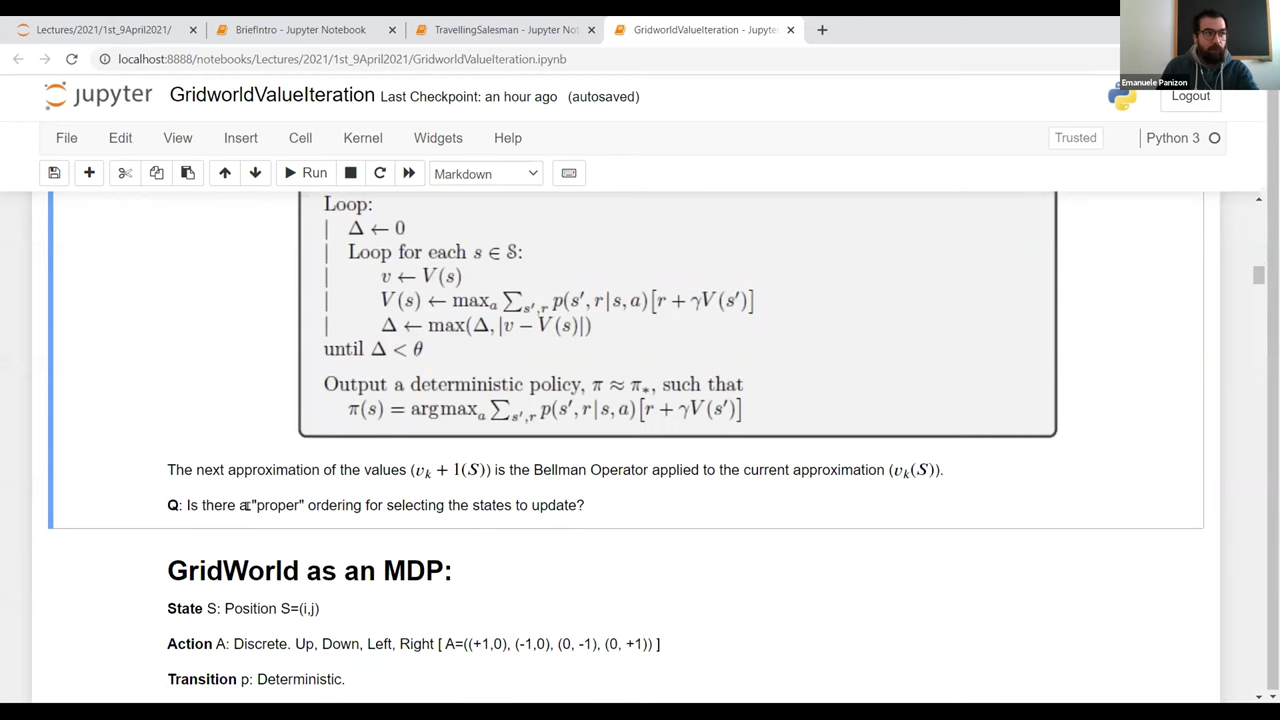 Lectures/2021/1st_9April2021/
BriefIntro - Jupyter Notebook
TravellingSalesman - Jupyter Not
GridworldValueIteration - Jupyte
localhost:8888/notebooks/Lectures/2021/1st_9April2021/GridworldValueIteration.ipynb
Emanuele Panizon
jupyter GridworldValueIteration Last Checkpoint: an hour ago (autosaved)
Logout
File Edit View Insert Cell Kernel Widgets Help
Trusted
Python 3
Run
Markdown
Loop:
| Δ ← 0
| Loop for each s ∈ S:
| v ← V(s)
| V(s) ← max_a ∑_{s′,r} p(s′, r|s, a)[r + γV(s′)]
| Δ ← max(Δ, |v − V(s)|)
until Δ < θ
Output a deterministic policy, π ≈ π_*, such that
π(s) = argmax_a ∑_{s′,r} p(s′, r|s, a)[r + γV(s′)]
The next approximation of the values (v_k + 1(S)) is the Bellman Operator applied to the current approximation (v_k(S)).
Q: Is there a "proper" ordering for selecting the states to update?
GridWorld as an MDP:
State S: Position S=(i,j)
Action A: Discrete. Up, Down, Left, Right [ A=((+1,0), (-1,0), (0, -1), (0, +1)) ]
Transition p: Deterministic.